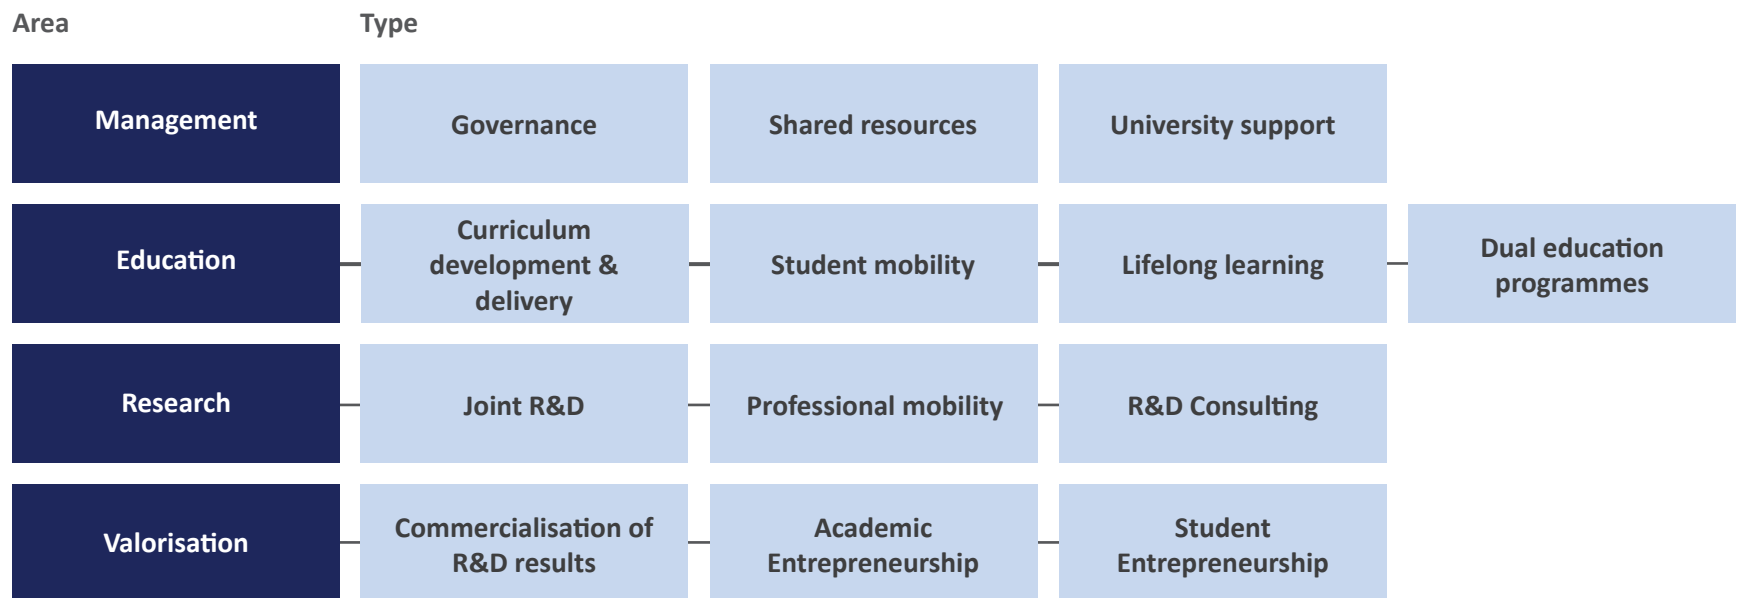 Area
Type
Management
Governance
Shared resources
University support
Education
Curriculum
development &
delivery
Student mobility
Lifelong learning
Dual education
programmes
Research
Joint R&D
Professional mobility
R&D Consulting
Valorisation
Commercialisation of
R&D results
Academic
Entrepreneurship
Student
Entrepreneurship